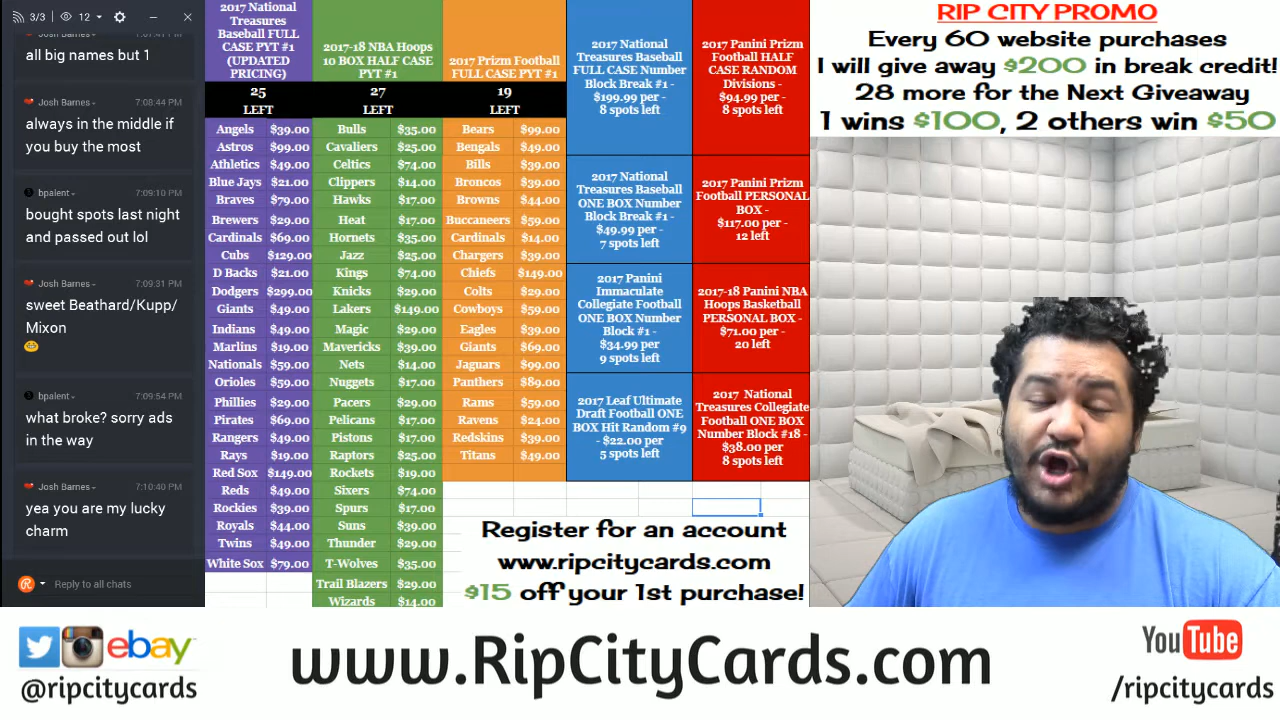 3/3 12
Josh Barnes 7:07:41 PM
all big names but 1
Josh Barnes 7:08:44 PM
always in the middle if
you buy the most
bpalent 7:09:10 PM
bought spots last night
and passed out lol
Josh Barnes 7:09:31 PM
sweet Beathard/Kupp/
Mixon
bpalent 7:09:54 PM
what broke? sorry ads
in the way
Josh Barnes 7:10:40 PM
yea you are my lucky
charm
Reply to all chats
2017 National
Treasures
Baseball FULL
CASE PYT #1
(UPDATED
PRICING)
25
LEFT
Angels $39.00
Astros $99.00
Athletics $49.00
Blue Jays $21.00
Braves $79.00
Brewers $29.00
Cardinals $69.00
Cubs $129.00
D Backs $21.00
Dodgers $299.00
Giants $49.00
Indians $49.00
Marlins $19.00
Nationals $59.00
Orioles $59.00
Phillies $29.00
Pirates $69.00
Rangers $49.00
Rays $19.00
Red Sox $149.00
Reds $49.00
Rockies $39.00
Royals $44.00
Twins $49.00
White Sox $79.00
2017-18 NBA Hoops
10 BOX HALF CASE
PYT #1
27
LEFT
Bulls $35.00
Cavaliers $25.00
Celtics $74.00
Clippers $14.00
Hawks $17.00
Heat $17.00
Hornets $35.00
Jazz $25.00
Kings $74.00
Knicks $29.00
Lakers $149.00
Magic $29.00
Mavericks $39.00
Nets $14.00
Nuggets $17.00
Pacers $29.00
Pelicans $17.00
Pistons $17.00
Raptors $25.00
Rockets $19.00
Sixers $74.00
Spurs $17.00
Suns $39.00
Thunder $29.00
T-Wolves $35.00
Trail Blazers $29.00
Wizards $14.00
2017 Prizm Football
FULL CASE PYT #1
19
LEFT
Bears $99.00
Bengals $49.00
Bills $39.00
Broncos $39.00
Browns $44.00
Buccaneers $59.00
Cardinals $14.00
Chargers $39.00
Chiefs $149.00
Colts $29.00
Cowboys $59.00
Eagles $39.00
Giants $69.00
Jaguars $99.00
Panthers $89.00
Rams $59.00
Ravens $24.00
Redskins $39.00
Titans $49.00
2017 National
Treasures Baseball
FULL CASE Number
Block Break #1 -
$199.99 per -
8 spots left
2017 National
Treasures Baseball
ONE BOX Number
Block Break #1 -
$49.99 per -
7 spots left
2017 Panini
Immaculate
Collegiate Football
ONE BOX Number
Block #1 -
$34.99 per -
9 spots left
2017 Leaf Ultimate
Draft Football ONE
BOX Hit Random #9
- $22.00 per
5 spots left
2017 Panini Prizm
Football HALF
CASE RANDOM
Divisions -
$94.99 per -
8 spots left
2017 Panini Prizm
Football PERSONAL
BOX -
$117.00 per -
12 left
2017-18 Panini NBA
Hoops Basketball
PERSONAL BOX -
$71.00 per -
20 left
2017 National
Treasures Collegiate
Football ONE BOX
Number Block #18 -
$38.00 per
8 spots left
Register for an account
www.ripcitycards.com
$15 off your 1st purchase!
RIP CITY PROMO
Every 60 website purchases
I will give away $200 in break credit!
28 more for the Next Giveaway
1 wins $100, 2 others win $50
ebay
@ripcitycards
www.RipCityCards.com
YouTube
/ripcitycards